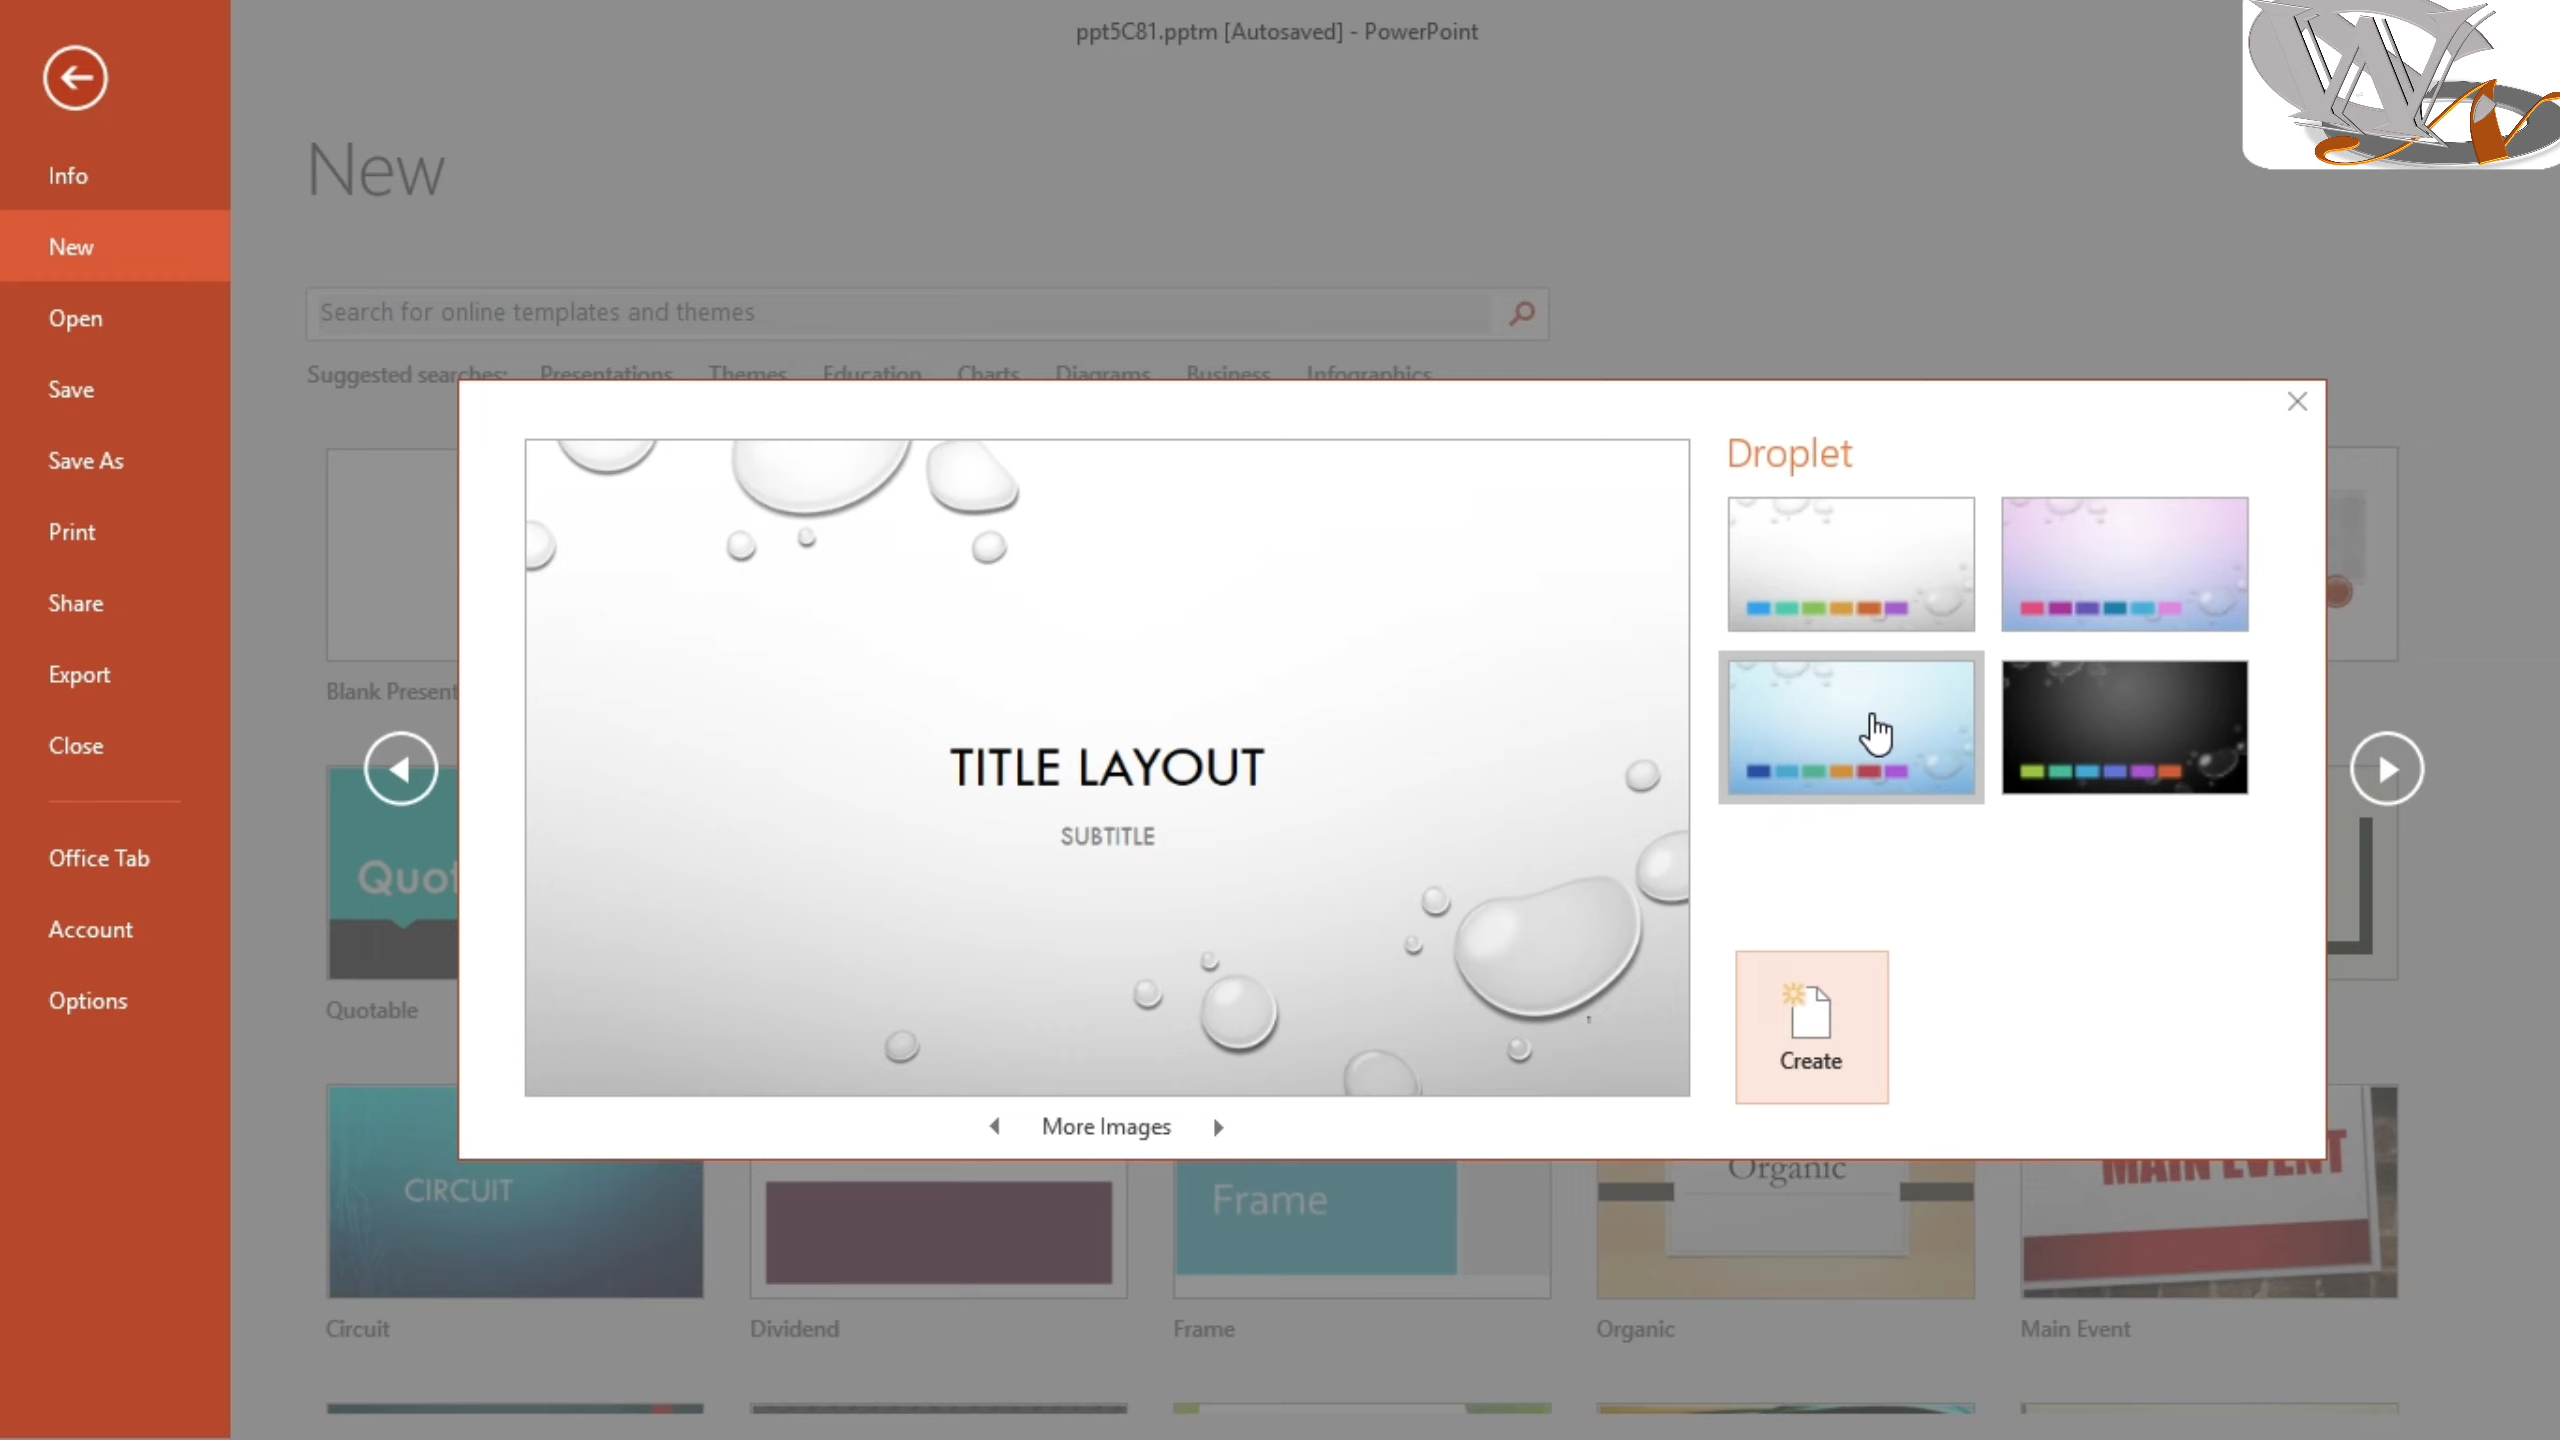 ppt5C81.pptm [Autosaved] - PowerPoint
Info
New
Open
Save
Save As
Print
Share
Export
Close
Office Tab
Account
Options
New
Search for online templates and themes
Suggested searches: Presentations Themes Education Charts Diagrams Business Infographics
Droplet
TITLE LAYOUT
SUBTITLE
More Images
Create
Blank Present
Quot
Quotable
CIRCUIT
Frame
Organic
MAIN EVENT
Circuit
Dividend
Frame
Organic
Main Event